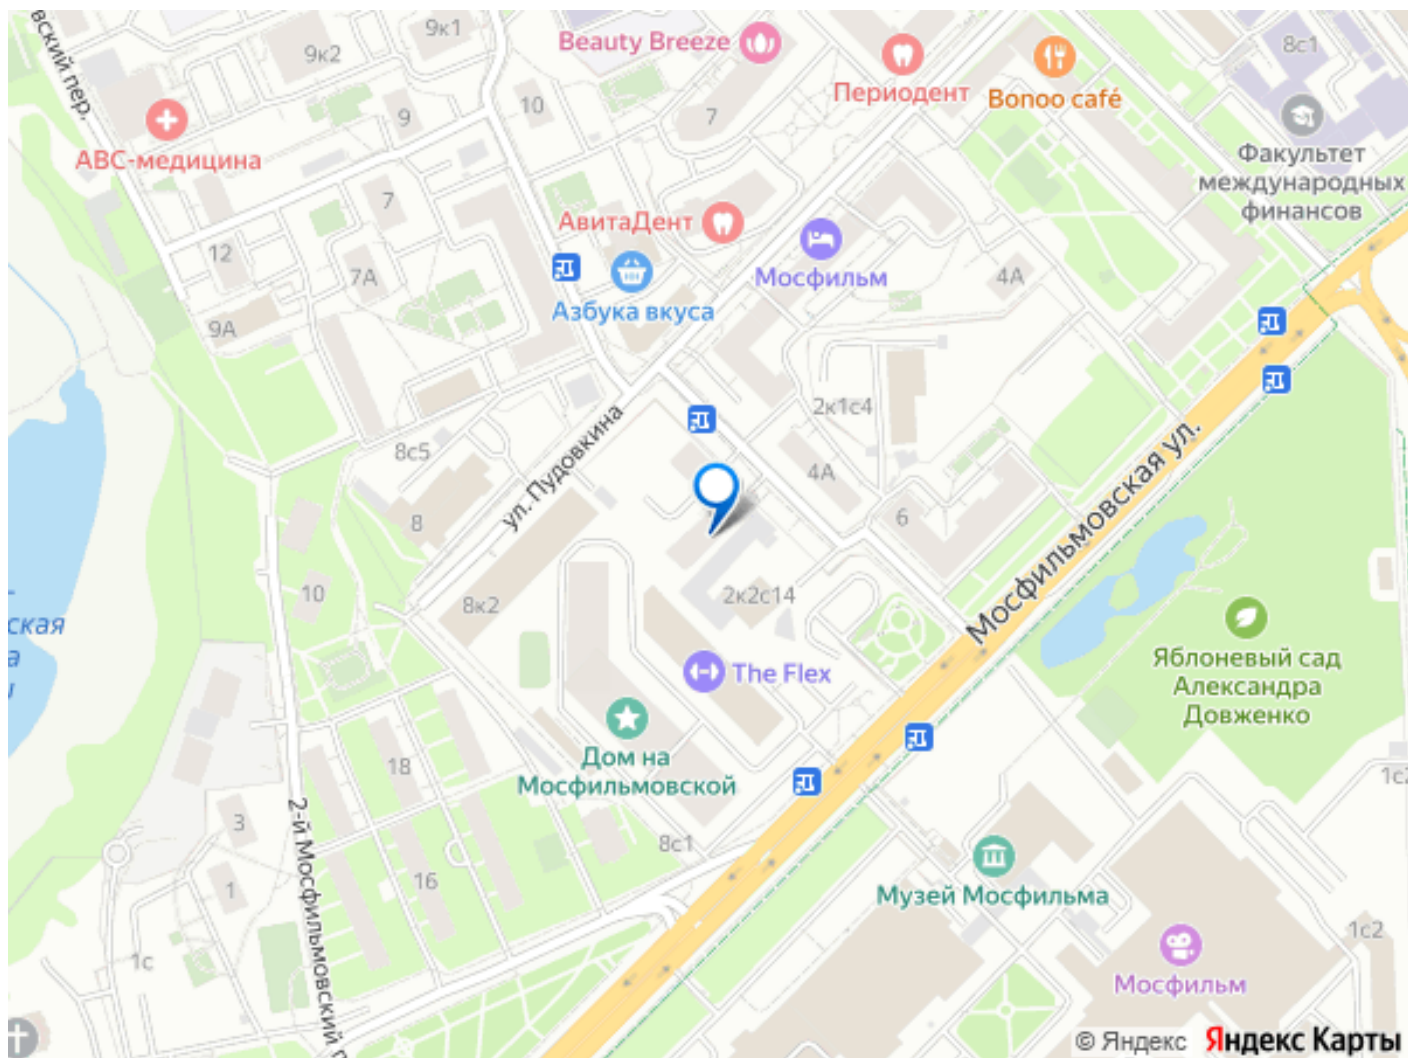 вский пер.
9к2
9к1
Beauty Breeze
Периодент
Bonoo café
8с1
Факультет
международных
финансов
АВС-медицина
9
10
7
7
АвитаДент
Мосфильм
4А
12
7А
9А
Азбука вкуса
ул. Пудовкина
8с5
2к1с4
4А
6
8
10
8к2
2к2с14
Мосфильмовская ул.
ская
а
ы
The Flex
Яблоневый сад
Александра
Довженко
Дом на
Мосфильмовской
18
3
2-й Мосфильмовский п
8с1
16
1
1с
1с2
Музей Мосфильма
1с2
Мосфильм
© Яндекс Яндекс Карты